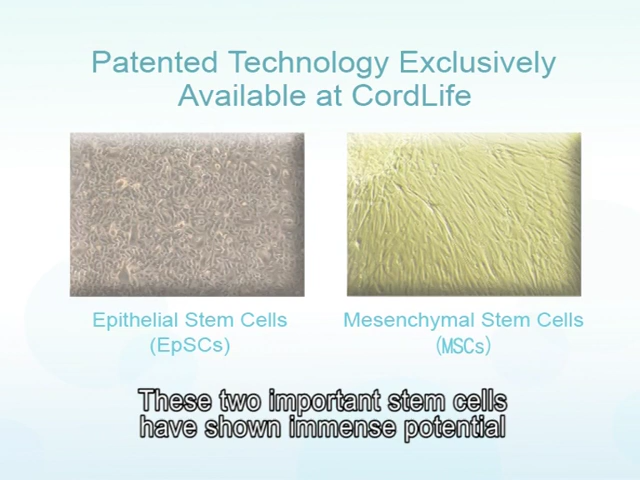 Patented Technology Exclusively
Available at CordLife
Epithelial Stem Cells
(EpSCs)
Mesenchymal Stem Cells
(MSCs)
These two important stem cells
have shown immense potential